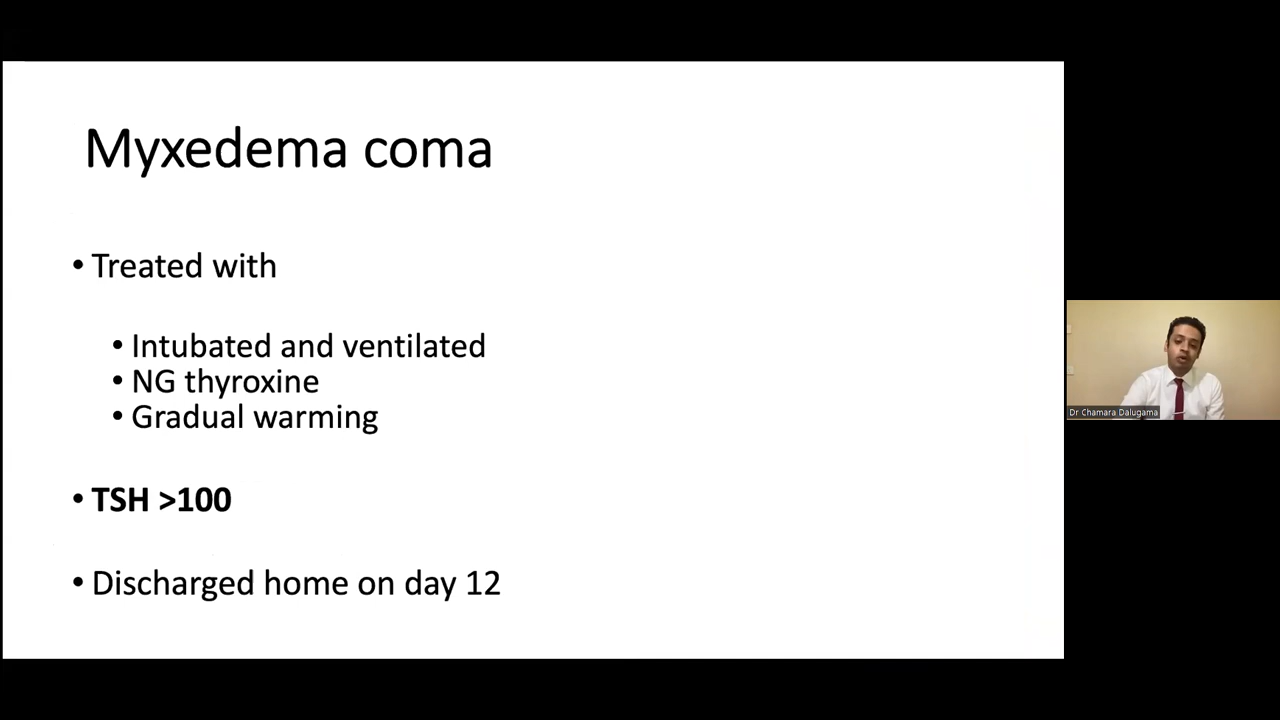 Myxedema coma
• Treated with
• Intubated and ventilated
• NG thyroxine
• Gradual warming
• TSH >100
• Discharged home on day 12
Dr Chamara Dalugama